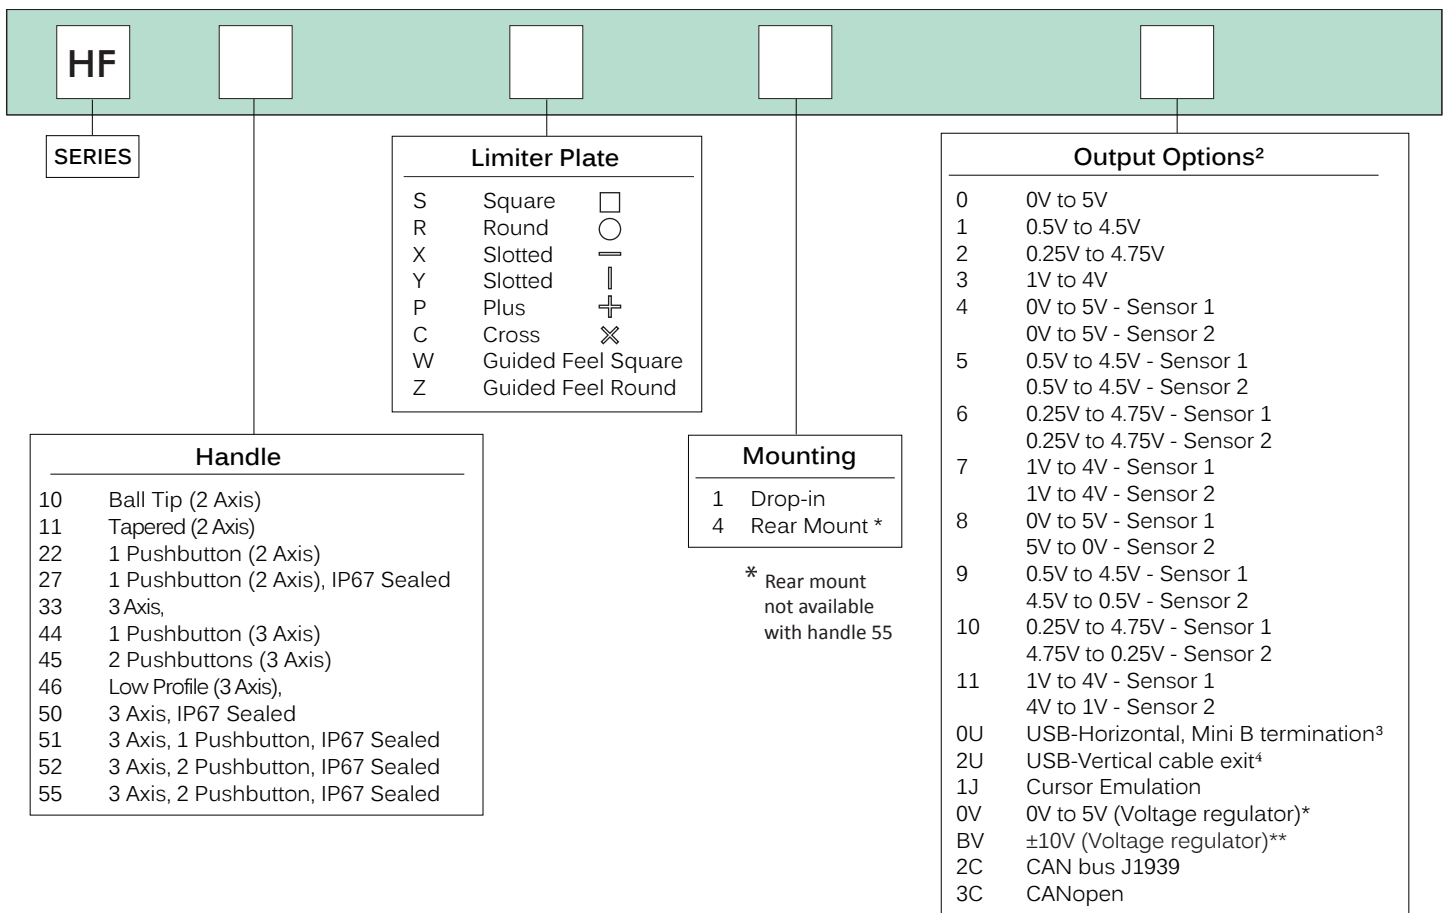 HF
SERIES
Limiter Plate
S Square
R Round
X Slotted
Y Slotted
P Plus
C Cross
W Guided Feel Square
Z Guided Feel Round
Handle
10 Ball Tip (2 Axis)
11 Tapered (2 Axis)
22 1 Pushbutton (2 Axis)
27 1 Pushbutton (2 Axis), IP67 Sealed
33 3 Axis,
44 1 Pushbutton (3 Axis)
45 2 Pushbuttons (3 Axis)
46 Low Profile (3 Axis),
50 3 Axis, IP67 Sealed
51 3 Axis, 1 Pushbutton, IP67 Sealed
52 3 Axis, 2 Pushbutton, IP67 Sealed
55 3 Axis, 2 Pushbutton, IP67 Sealed
Mounting
1 Drop-in
4 Rear Mount *
* Rear mount
not available
with handle 55
Output Options²
0 0V to 5V
1 0.5V to 4.5V
2 0.25V to 4.75V
3 1V to 4V
4 0V to 5V - Sensor 1
0V to 5V - Sensor 2
5 0.5V to 4.5V - Sensor 1
0.5V to 4.5V - Sensor 2
6 0.25V to 4.75V - Sensor 1
0.25V to 4.75V - Sensor 2
7 1V to 4V - Sensor 1
1V to 4V - Sensor 2
8 0V to 5V - Sensor 1
5V to 0V - Sensor 2
9 0.5V to 4.5V - Sensor 1
4.5V to 0.5V - Sensor 2
10 0.25V to 4.75V - Sensor 1
4.75V to 0.25V - Sensor 2
11 1V to 4V - Sensor 1
4V to 1V - Sensor 2
0U USB-Horizontal, Mini B termination³
2U USB-Vertical cable exit⁴
1J Cursor Emulation
0V 0V to 5V (Voltage regulator)*
BV ±10V (Voltage regulator)**
2C CAN bus J1939
3C CANopen